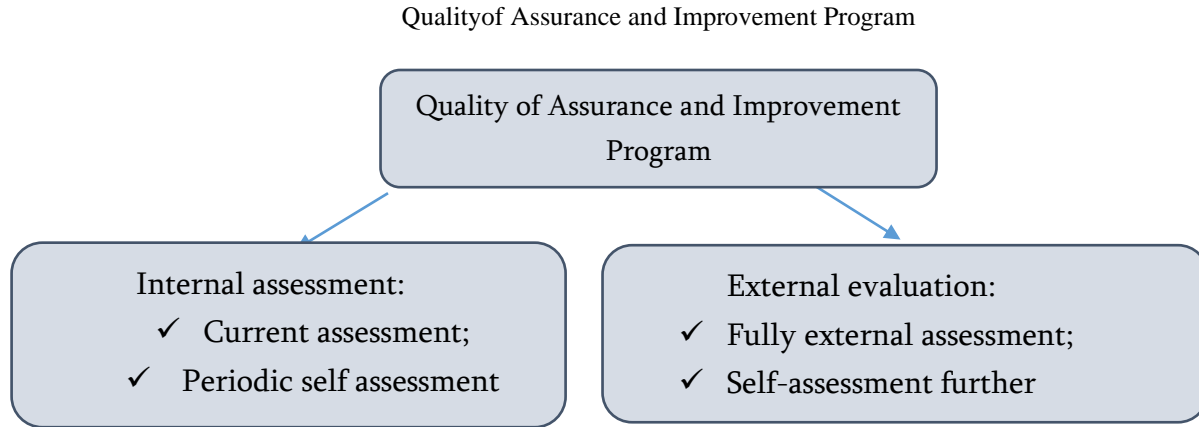 Qualityof Assurance and Improvement Program
Quality of Assurance and Improvement
Program
Internal assessment:
✓ Current assessment;
✓ Periodic self assessment
External evaluation:
✓ Fully external assessment;
✓ Self-assessment further